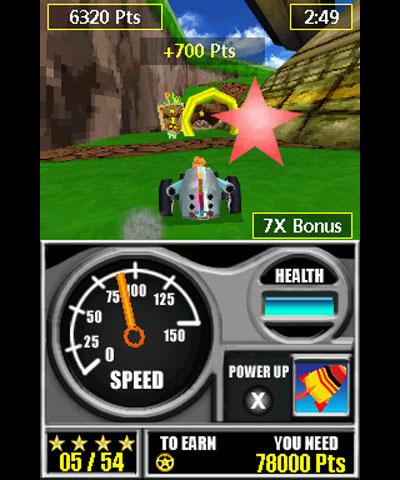 6320 Pts
2:49
+700 Pts
7X Bonus
0
25
50
75
100
125
150
SPEED
HEALTH
POWER UP
X
05 / 54
TO EARN
YOU NEED
78000 Pts